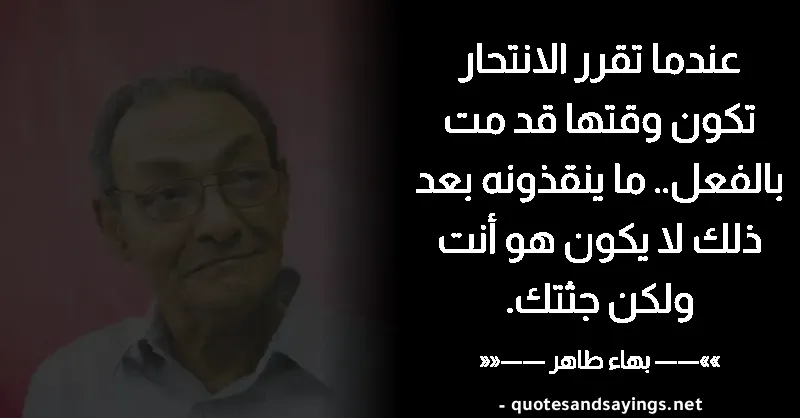 عندما تقرر الانتحار
تكون وقتها قد مت
بالفعل.. ما ينقذونه بعد
ذلك لا يكون هو أنت
ولكن جثتك.
»»—— بهاء طاهر ——««
- quotesandsayings.net